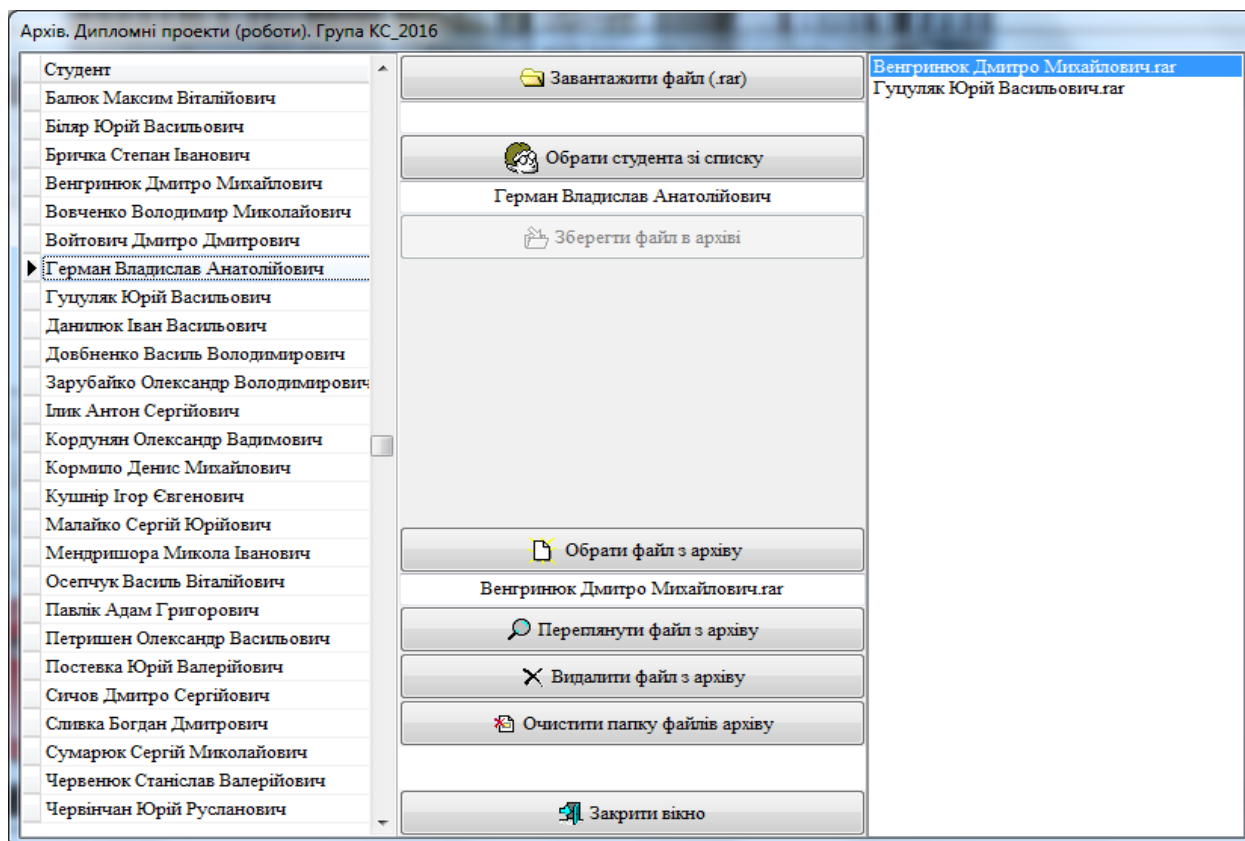 Архів. Дипломні проекти (роботи). Група КС_2016
Студент
Балюк Максим Віталійович
Біляр Юрій Васильович
Бричка Степан Іванович
Венгринюк Дмитро Михайлович
Вовченко Володимир Миколайович
Войтович Дмитро Дмитрович
Герман Владислав Анатолійович
Гуцуляк Юрій Васильович
Данилюк Іван Васильович
Довбненко Василь Володимирович
Зарубайко Олександр Володимирович
Ілик Антон Сергійович
Кордунян Олександр Вадимович
Кормило Денис Михайлович
Кушнір Ігор Євгенович
Малайко Сергій Юрійович
Мендришора Микола Іванович
Осепчук Василь Віталійович
Павлік Адам Григорович
Петришен Олександр Васильович
Постевка Юрій Валерійович
Сичов Дмитро Сергійович
Сливка Богдан Дмитрович
Сумарюк Сергій Миколайович
Червенюк Станіслав Валерійович
Червінчан Юрій Русланович
Завантажити файл (.rar)
Обрати студента зі списку
Герман Владислав Анатолійович
Зберегти файл в архіві
Обрати файл з архіву
Венгринюк Дмитро Михайлович.rar
Переглянути файл з архіву
Видалити файл з архіву
Очистити папку файлів архіву
Закрити вікно
Венгринюк Дмитро Михайлович.rar
Гуцуляк Юрій Васильович.rar